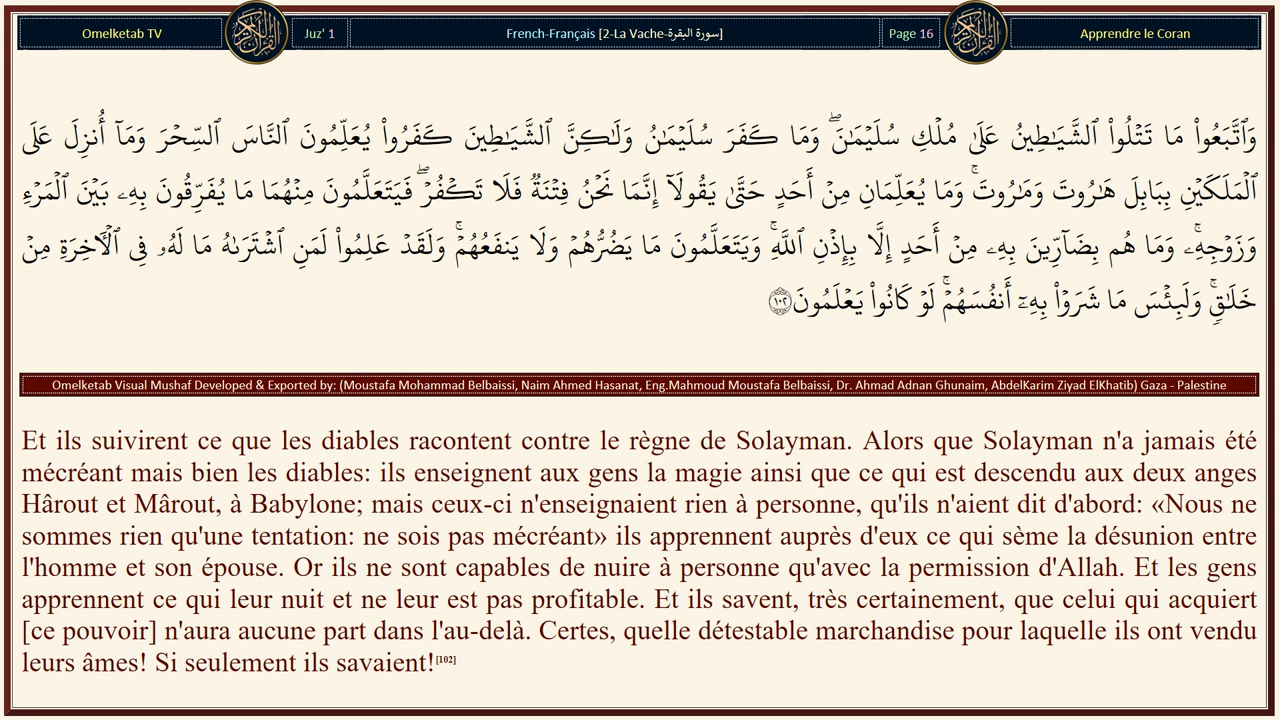 Omelketab TV
Juz' 1
French-Français [2-La Vache-سورة البقرة]
Page 16
Apprendre le Coran
وَٱتَّبَعُوا۟ مَا تَتْلُوا۟ ٱلشَّيَـٰطِينُ عَلَىٰ مُلْكِ سُلَيْمَـٰنَ ۖ وَمَا كَفَرَ سُلَيْمَـٰنُ وَلَـٰكِنَّ ٱلشَّيَـٰطِينَ كَفَرُوا۟ يُعَلِّمُونَ ٱلنَّاسَ ٱلسِّحْرَ وَمَآ أُنزِلَ عَلَى
ٱلْمَلَكَيْنِ بِبَابِلَ هَـٰرُوتَ وَمَـٰرُوتَ ۚ وَمَا يُعَلِّمَانِ مِنْ أَحَدٍ حَتَّىٰ يَقُولَآ إِنَّمَا نَحْنُ فِتْنَةٌ فَلَا تَكْفُرْ ۖ فَيَتَعَلَّمُونَ مِنْهُمَا مَا يُفَرِّقُونَ بِهِۦ بَيْنَ ٱلْمَرْءِ
وَزَوْجِهِۦ ۚ وَمَا هُم بِضَآرِّينَ بِهِۦ مِنْ أَحَدٍ إِلَّا بِإِذْنِ ٱللَّهِ ۚ وَيَتَعَلَّمُونَ مَا يَضُرُّهُمْ وَلَا يَنفَعُهُمْ ۚ وَلَقَدْ عَلِمُوا۟ لَمَنِ ٱشْتَرَىٰهُ مَا لَهُۥ فِى ٱلْـَٔاخِرَةِ مِنْ
خَلَـٰقٍ ۚ وَلَبِئْسَ مَا شَرَوْا۟ بِهِۦٓ أَنفُسَهُمْ ۚ لَوْ كَانُوا۟ يَعْلَمُونَ ١٠٢
Omelketab Visual Mushaf Developed & Exported by: (Moustafa Mohammad Belbaissi, Naim Ahmed Hasanat, Eng.Mahmoud Moustafa Belbaissi, Dr. Ahmad Adnan Ghunaim, AbdelKarim Ziyad ElKhatib) Gaza - Palestine
Et ils suivirent ce que les diables racontent contre le règne de Solayman. Alors que Solayman n'a jamais été
mécréant mais bien les diables: ils enseignent aux gens la magie ainsi que ce qui est descendu aux deux anges
Hârout et Mârout, à Babylone; mais ceux-ci n'enseignaient rien à personne, qu'ils n'aient dit d'abord: «Nous ne
sommes rien qu'une tentation: ne sois pas mécréant» ils apprennent auprès d'eux ce qui sème la désunion entre
l'homme et son épouse. Or ils ne sont capables de nuire à personne qu'avec la permission d'Allah. Et les gens
apprennent ce qui leur nuit et ne leur est pas profitable. Et ils savent, très certainement, que celui qui acquiert
[ce pouvoir] n'aura aucune part dans l'au-delà. Certes, quelle détestable marchandise pour laquelle ils ont vendu
leurs âmes! Si seulement ils savaient![102]